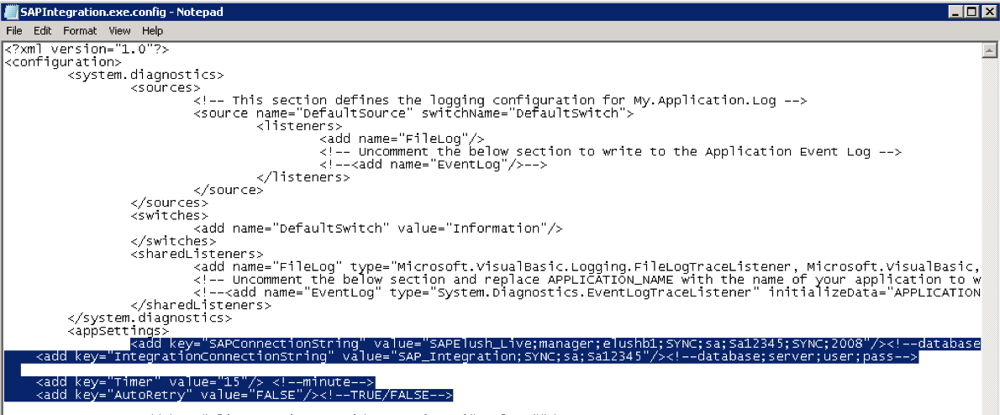 SAPIntegration.exe.config - Notepad
File Edit Format View Help
<?xml version="1.0"?>
<configuration>
<system.diagnostics>
<sources>
<!-- This section defines the logging configuration for My.Application.Log -->
<source name="DefaultSource" switchName="DefaultSwitch">
<listeners>
<add name="FileLog"/>
<!-- Uncomment the below section to write to the Application Event Log -->
<!--<add name="EventLog"/>-->
</listeners>
</source>
</sources>
<switches>
<add name="DefaultSwitch" value="Information"/>
</switches>
<sharedListeners>
<add name="FileLog" type="Microsoft.VisualBasic.Logging.FileLogTraceListener, Microsoft.VisualBasic,
<!-- Uncomment the below section and replace APPLICATION_NAME with the name of your application to w
<!--<add name="EventLog" type="System.Diagnostics.EventLogTraceListener" initializeData="APPLICATION
</sharedListeners>
</system.diagnostics>
<appSettings>
<add key="SAPConnectionString" value="SAPElush_Live;manager;elushb1;SYNC;sa;Sa12345;SYNC;2008"/><!--database
<add key="IntegrationConnectionString" value="SAP_Integration;SYNC;sa;Sa12345"/><!--database;server;user;pass-->
<add key="Timer" value="15"/> <!--minute-->
<add key="AutoRetry" value="FALSE"/><!--TRUE/FALSE-->